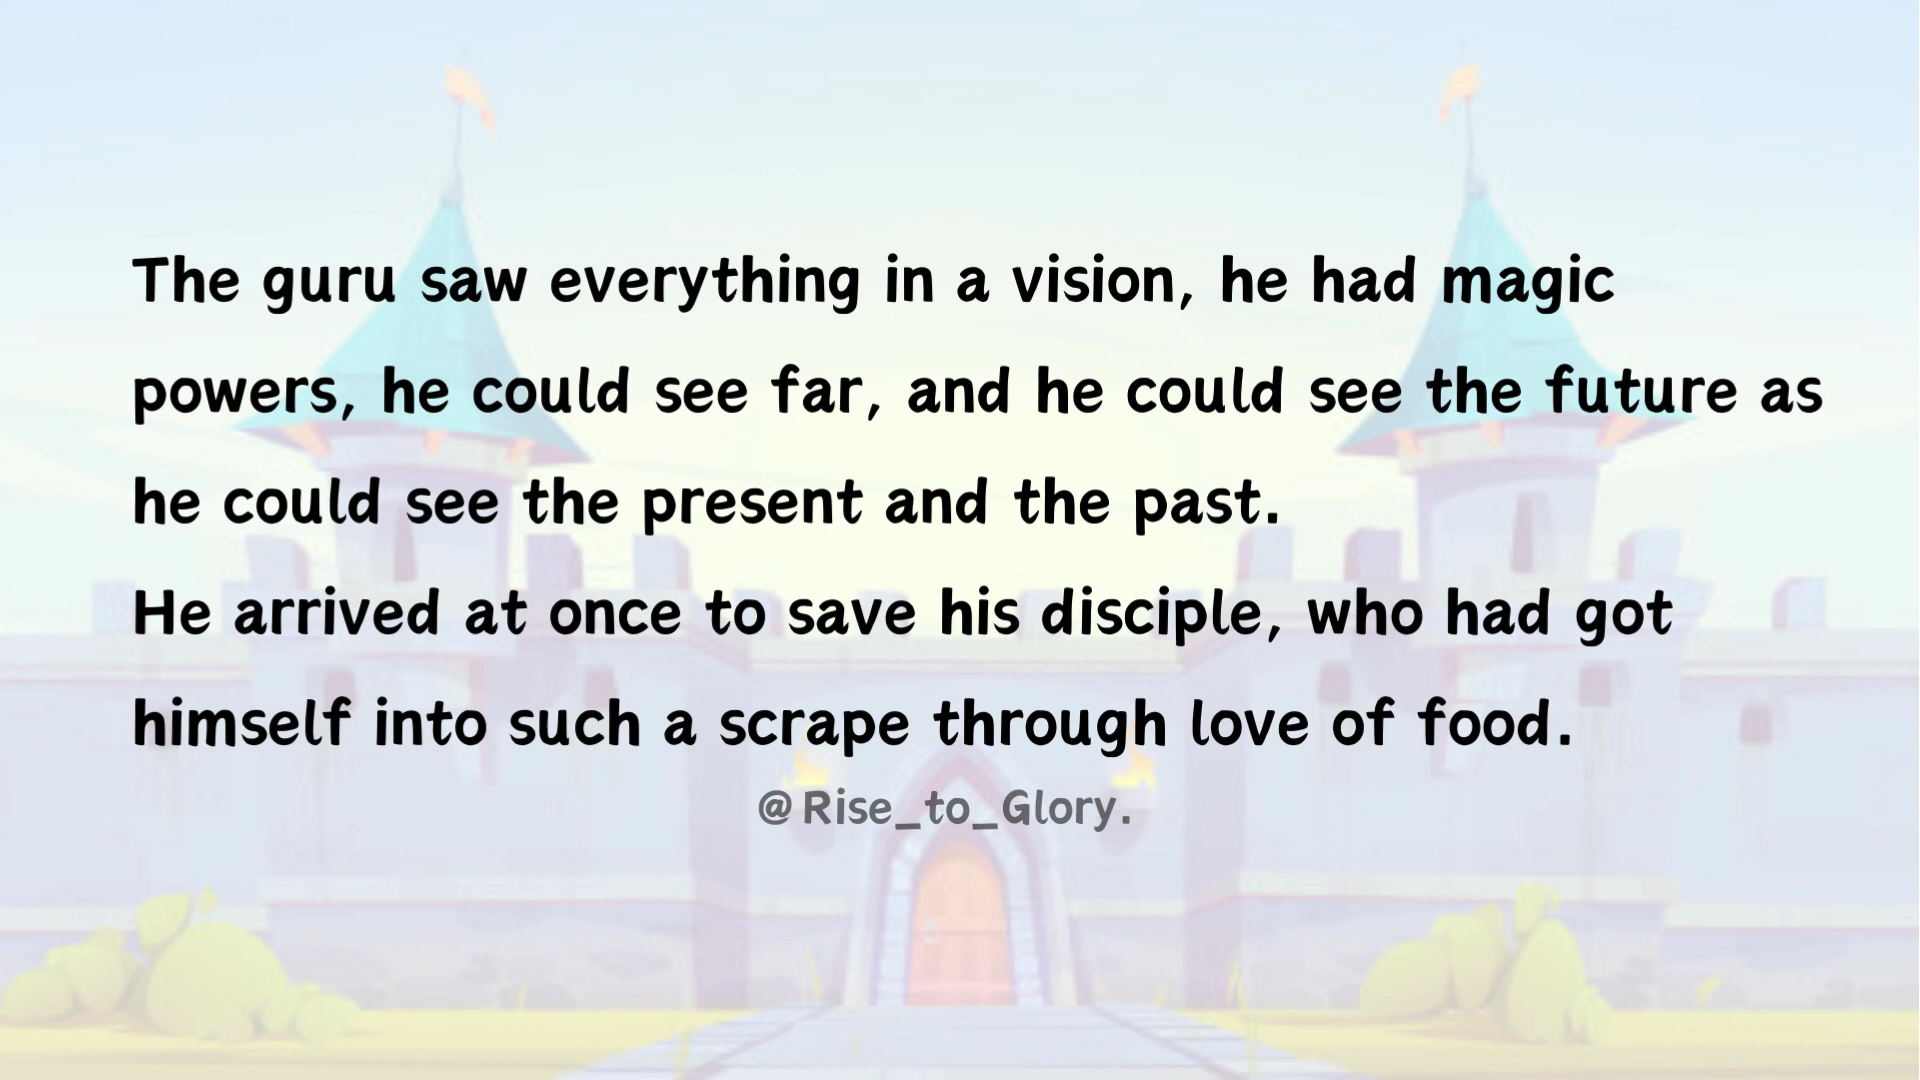 The guru saw everything in a vision, he had magic
powers, he could see far, and he could see the future as
he could see the present and the past.
He arrived at once to save his disciple, who had got
himself into such a scrape through love of food.
@Rise_to_Glory.